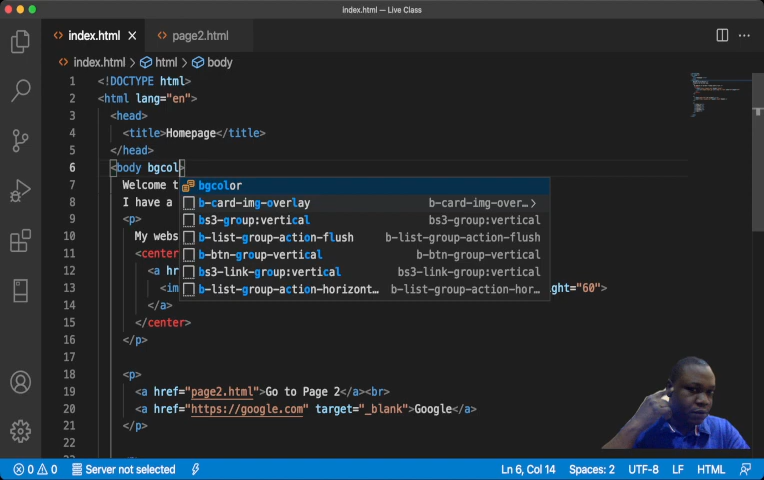 index.html — Live Class
index.html
page2.html
index.html > html > body
1 <!DOCTYPE html>
2 <html lang="en">
3 <head>
4 <title>Homepage</title>
5 </head>
6 <body bgcol>
7 Welcome t
bgcolor
8 I have a
b-card-img-overlay b-card-img-over…
9 <p>
bs3-group:vertical bs3-group:vertical
10 My webs
b-list-group-action-flush b-list-group-action-flush
11 <center
b-btn-group-vertical b-btn-group-vertical
12 <a hr
bs3-link-group:vertical bs3-link-group:vertical
13 <im
b-list-group-action-horizont… b-list-group-action-hor…
ght="60">
14 </a>
15 </center>
16 </p>
17
18 <p>
19 <a href="page2.html">Go to Page 2</a><br>
20 <a href="https://google.com" target="_blank">Google</a>
21 </p>
22
0 0 Server not selected Ln 6, Col 14 Spaces: 2 UTF-8 LF HTML